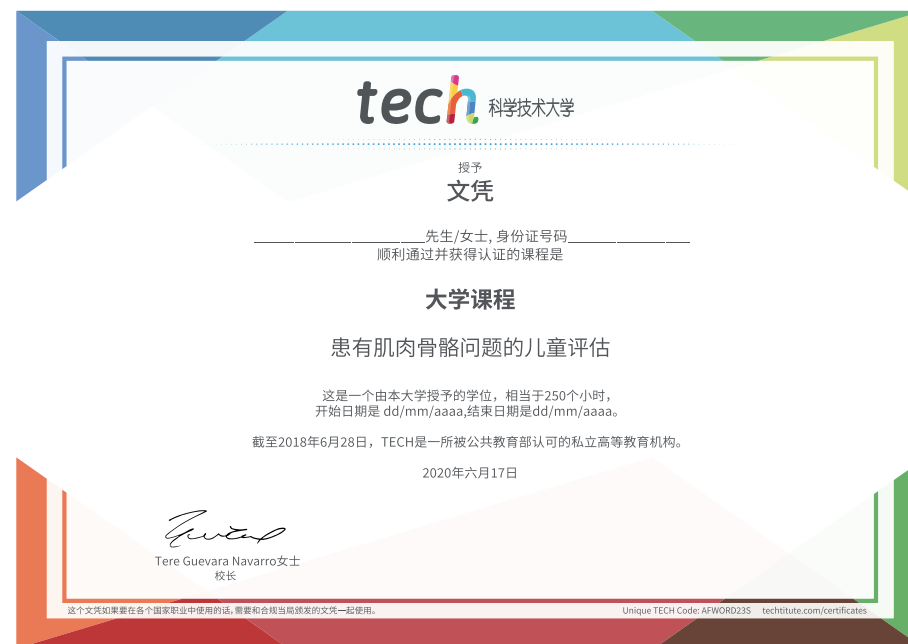 tech 科学技术大学
授予
文凭
________________________先生/女士, 身份证号码_________________
顺利通过并获得认证的课程是
大学课程
患有肌肉骨骼问题的儿童评估
这是一个由本大学授予的学位，相当于250个小时，
开始日期是 dd/mm/aaaa,结束日期是dd/mm/aaaa。
截至2018年6月28日，TECH是一所被公共教育部认可的私立高等教育机构。
2020年六月17日
Tere Guevara Navarro女士
校长
这个文凭如果要在各个国家职业中使用的话,需要和合规当局颁发的文凭一起使用。
Unique TECH Code: AFWORD23S techtitute.com/certificates